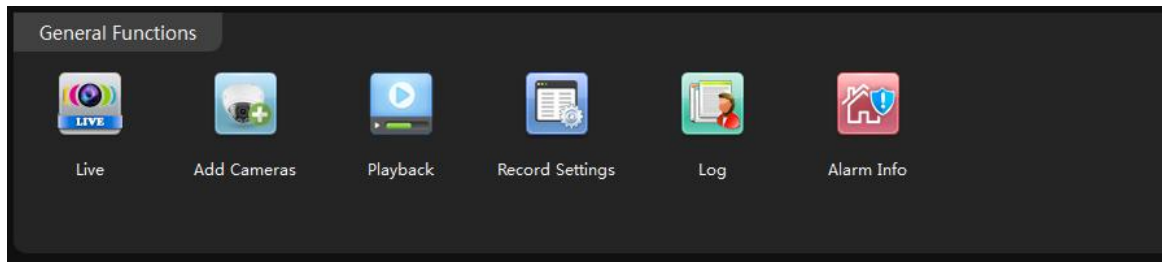 General Functions
LIVE
Live
Add Cameras
Playback
Record Settings
Log
Alarm Info